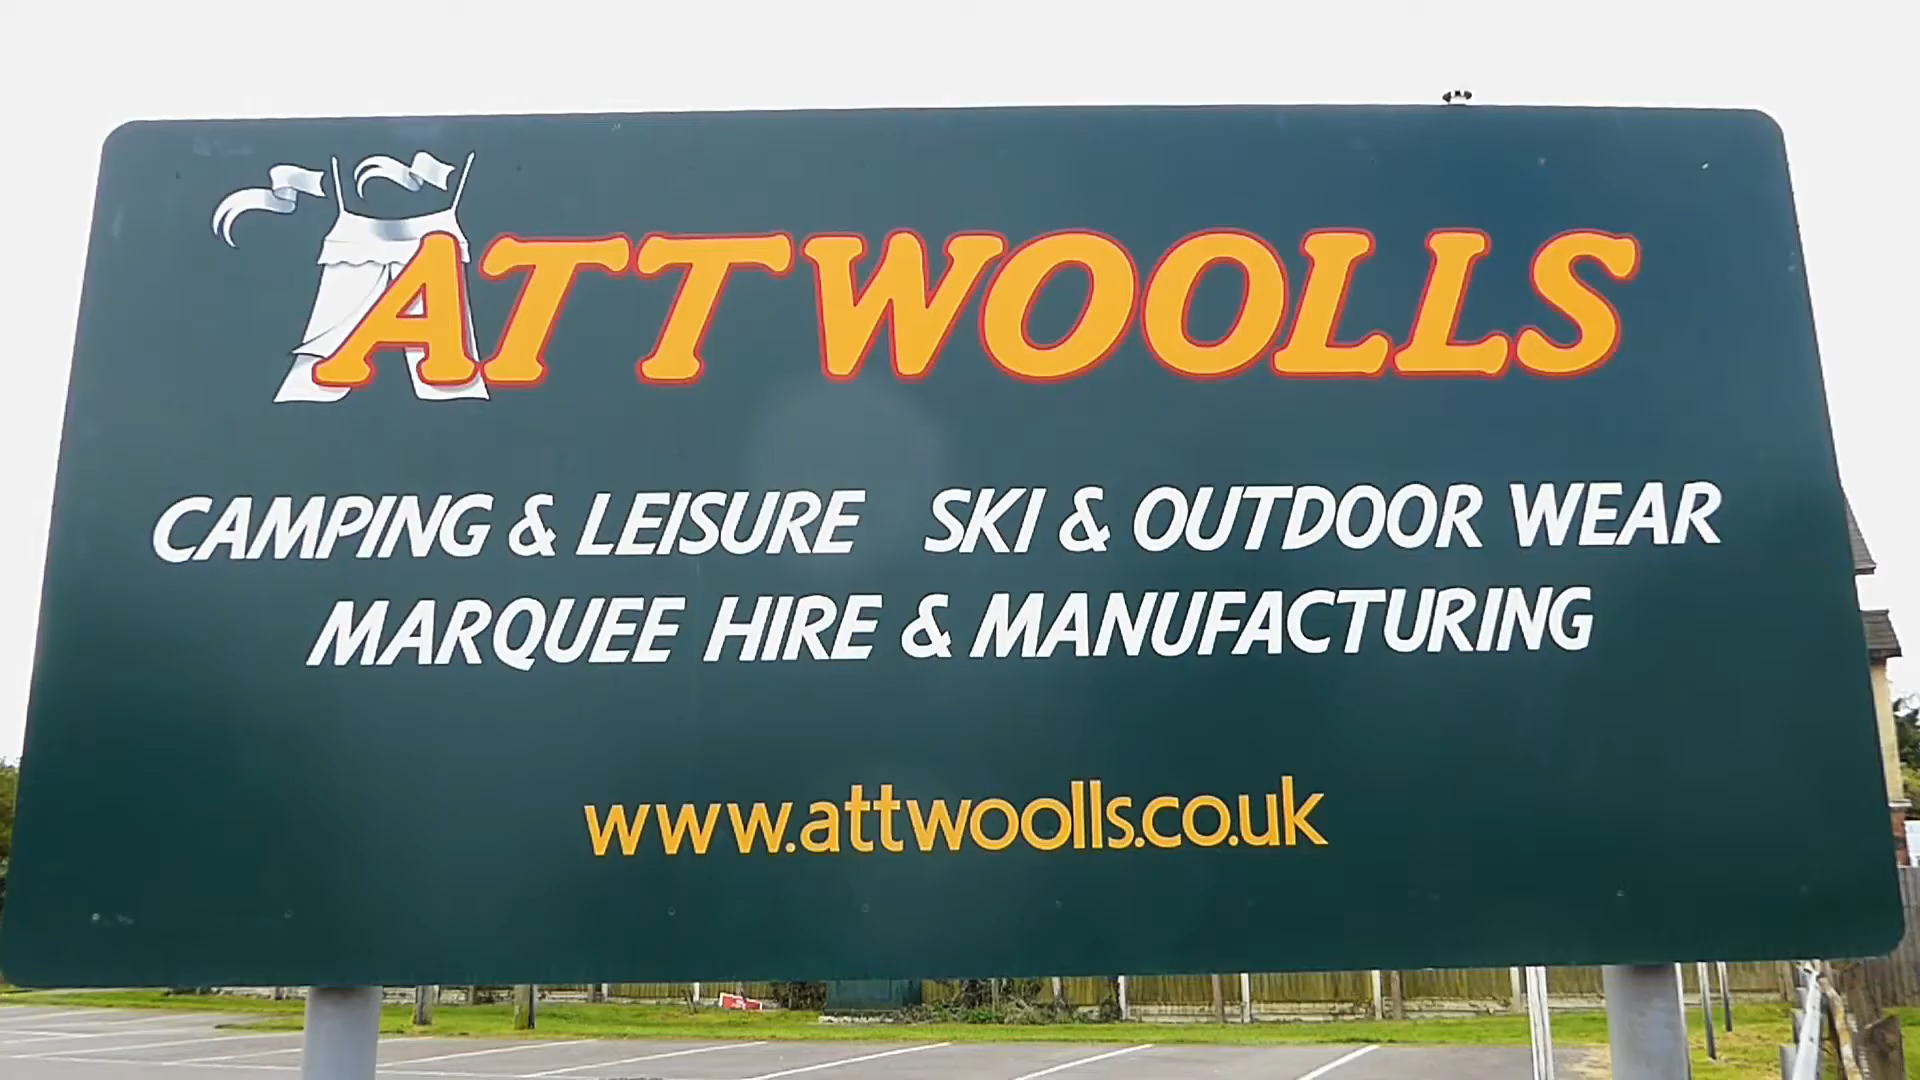 ATTWOOLLS
CAMPING & LEISURE SKI & OUTDOOR WEAR
MARQUEE HIRE & MANUFACTURING
www.attwoolls.co.uk